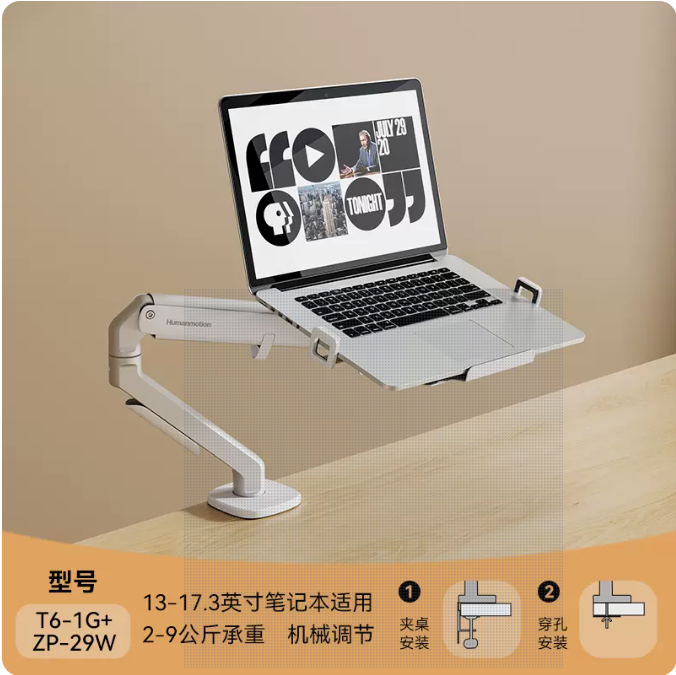 JULY 29
20
TONIGHT
Humanmotion
型号
T6-1G+
ZP-29W
13-17.3英寸笔记本适用
2-9公斤承重 机械调节
1
夹桌
安装
2
穿孔
安装